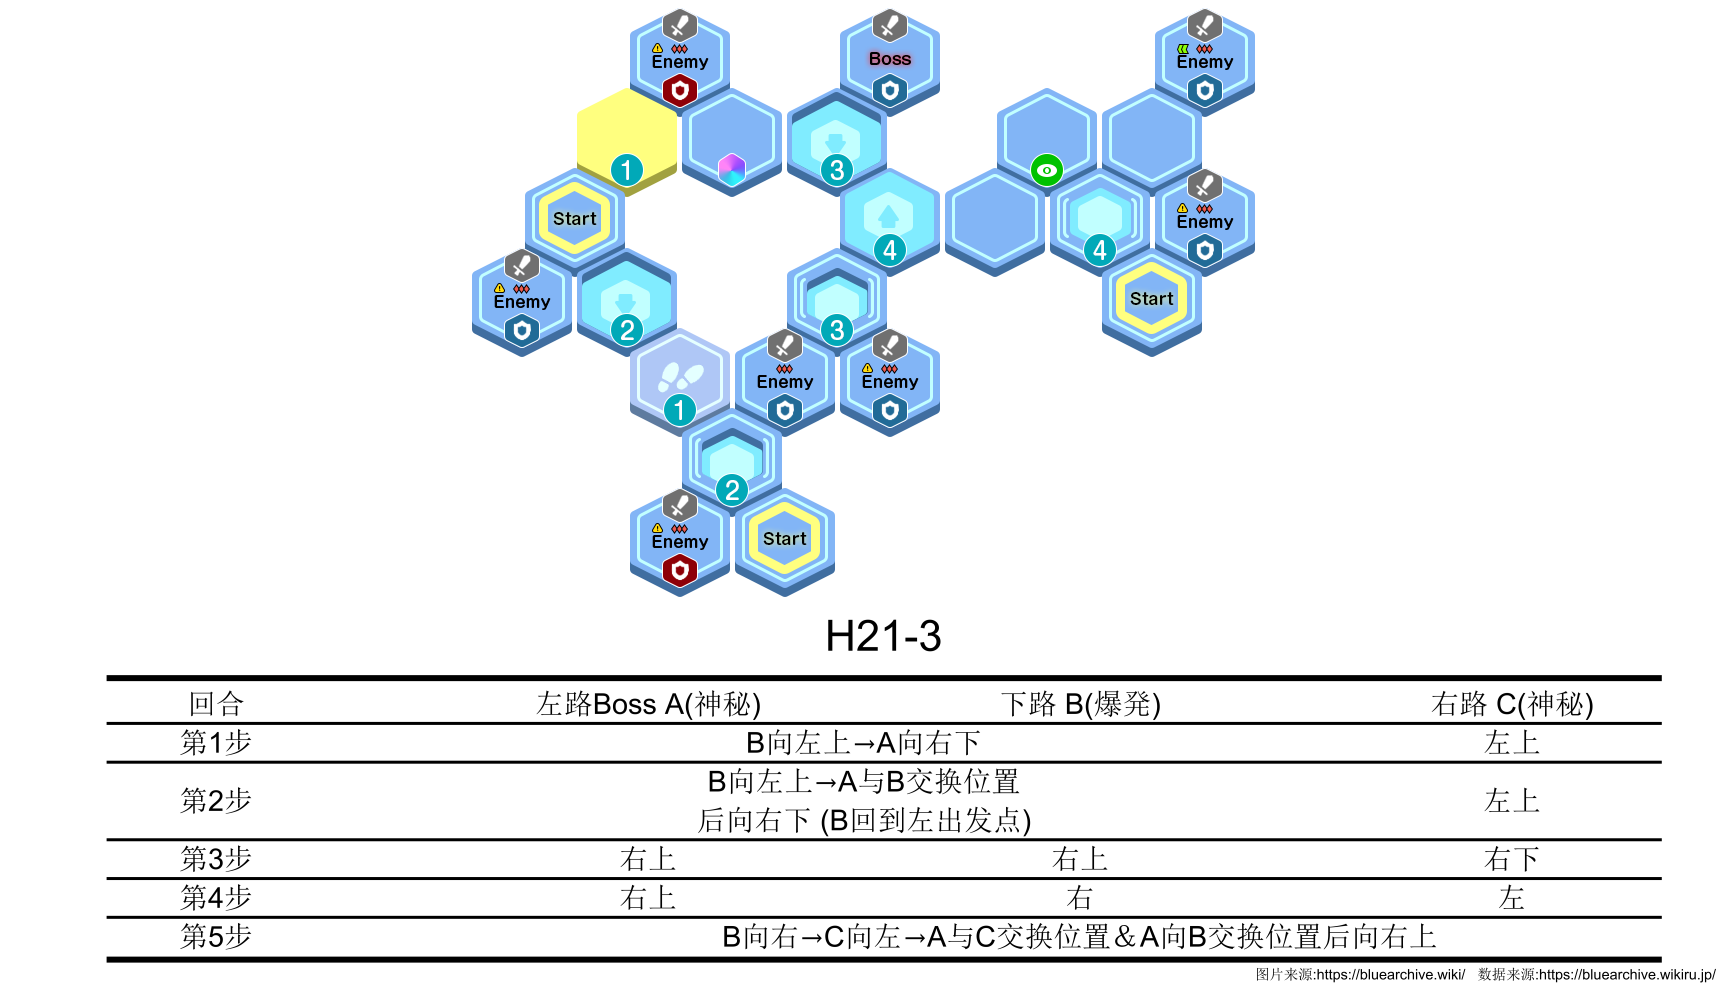 Enemy
Boss
Enemy
1
3
Start
4
4
Enemy
Enemy
2
3
Start
1
Enemy
Enemy
2
Enemy
Start
H21-3
回合 左路Boss A(神秘) 下路 B(爆発) 右路 C(神秘)
第1步 B向左上→A向右下 左上
第2步 B向左上→A与B交换位置
后向右下 (B回到左出发点) 左上
第3步 右上 右上 右下
第4步 右上 右 左
第5步 B向右→C向左→A与C交换位置＆A向B交换位置后向右上
图片来源:https://bluearchive.wiki/ 数据来源:https://bluearchive.wikiru.jp/